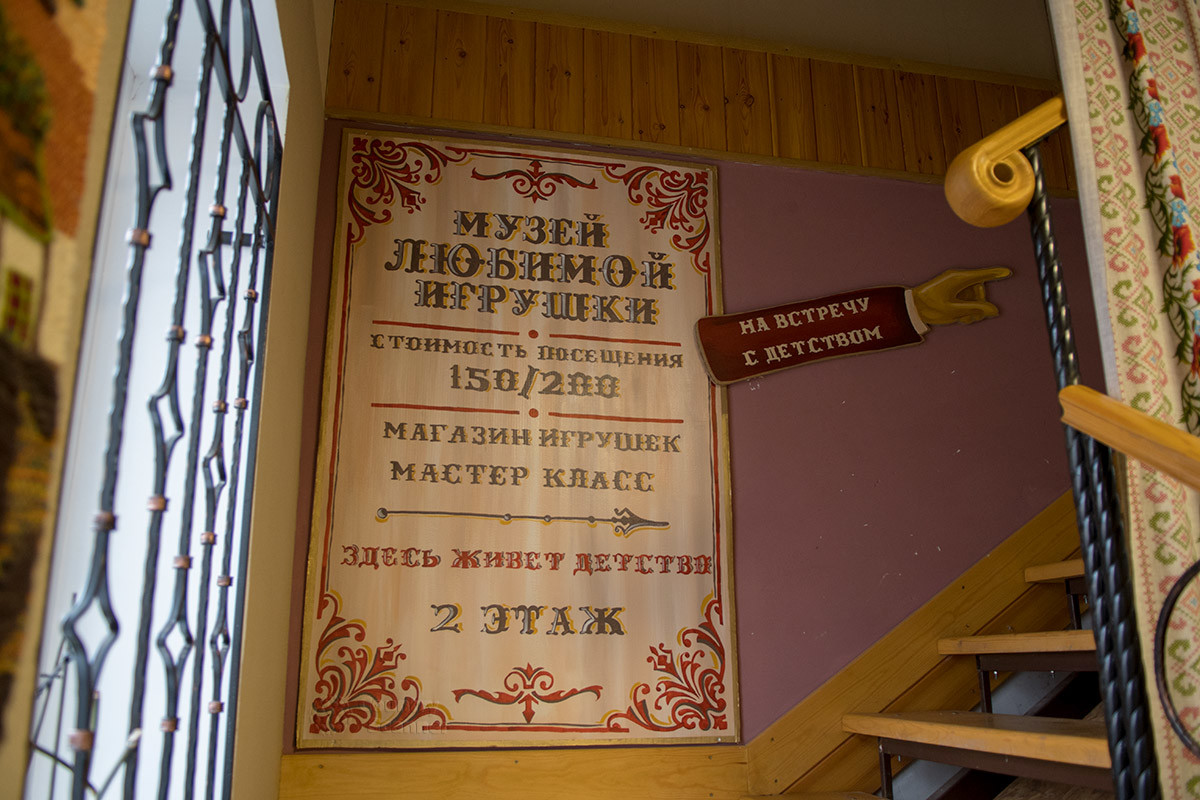 МУЗЕЙ
ЛЮБИМОЙ
ИГРУШКИ
СТОИМОСТЬ ПОСЕЩЕНИЯ
150/200
МАГАЗИН ИГРУШЕК
МАСТЕР КЛАСС
ЗДЕСЬ ЖИВЕТ ДЕТСТВО
2 ЭТАЖ
НА ВСТРЕЧУ
С ДЕТСТВОМ